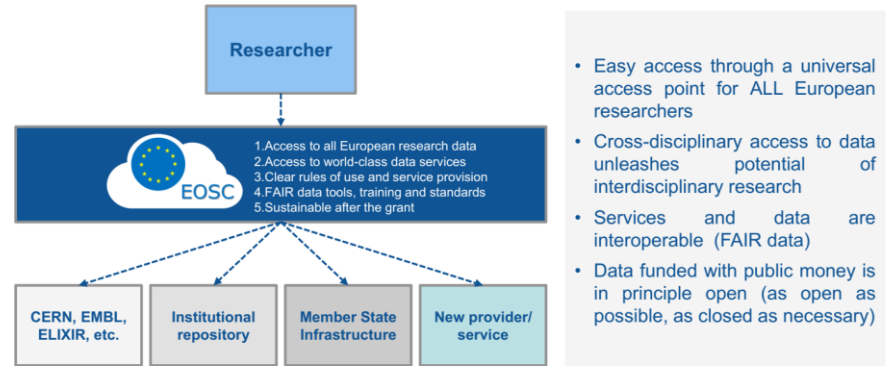 Researcher
EOSC
1.Access to all European research data
2.Access to world-class data services
3.Clear rules of use and service provision
4.FAIR data tools, training and standards
5.Sustainable after the grant
CERN, EMBL,
ELIXIR, etc.
Institutional
repository
Member State
Infrastructure
New provider/
service
• Easy access through a universal
access point for ALL European
researchers
• Cross-disciplinary access to data
unleashes potential of
interdisciplinary research
• Services and data are
interoperable (FAIR data)
• Data funded with public money is
in principle open (as open as
possible, as closed as necessary)